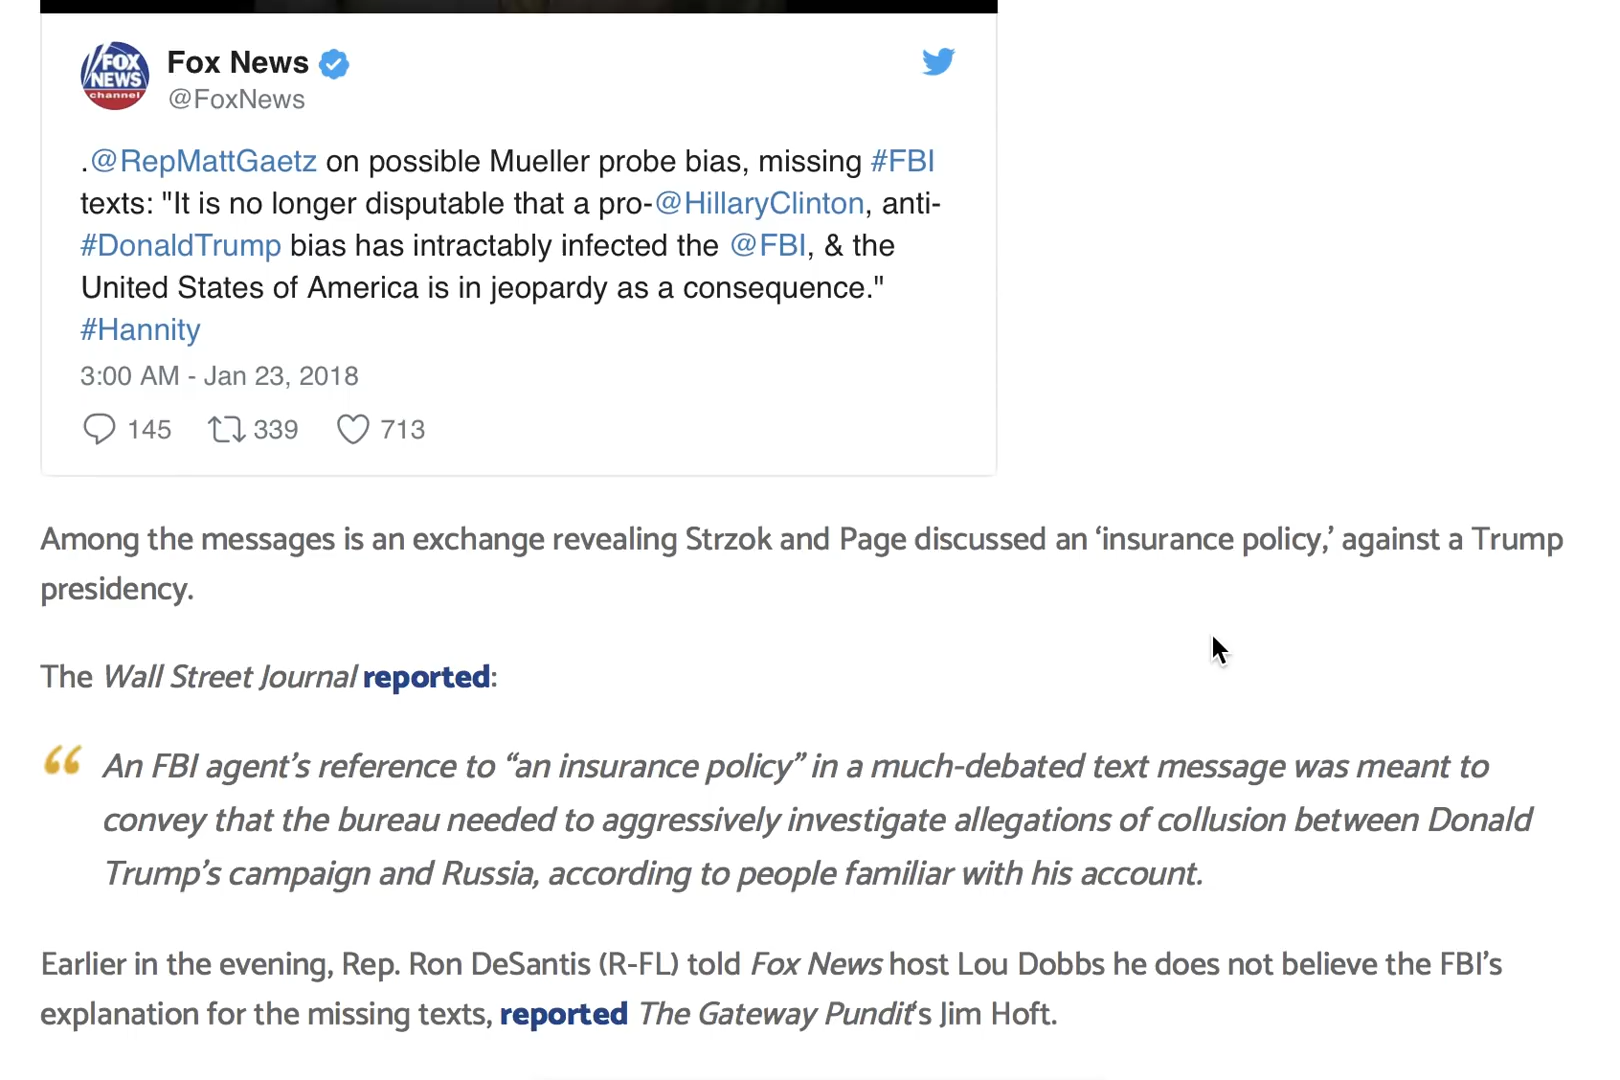 FOX
NEWS
channel
Fox News
@FoxNews
.@RepMattGaetz on possible Mueller probe bias, missing #FBI
texts: "It is no longer disputable that a pro-@HillaryClinton, anti-
#DonaldTrump bias has intractably infected the @FBI, & the
United States of America is in jeopardy as a consequence."
#Hannity
3:00 AM - Jan 23, 2018
145 339 713
Among the messages is an exchange revealing Strzok and Page discussed an ‘insurance policy,’ against a Trump
presidency.
The Wall Street Journal reported:
“ An FBI agent’s reference to “an insurance policy” in a much-debated text message was meant to
convey that the bureau needed to aggressively investigate allegations of collusion between Donald
Trump’s campaign and Russia, according to people familiar with his account.
Earlier in the evening, Rep. Ron DeSantis (R-FL) told Fox News host Lou Dobbs he does not believe the FBI’s
explanation for the missing texts, reported The Gateway Pundit‘s Jim Hoft.